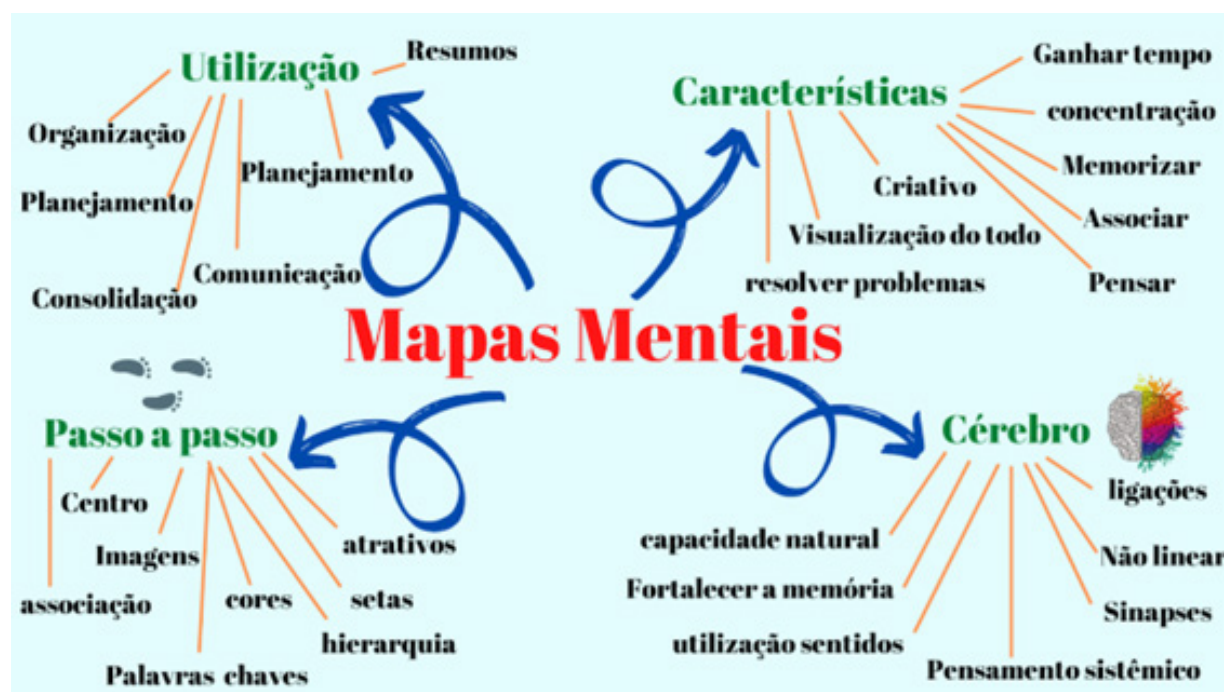 Utilização
Resumos
Organização
Planejamento
Planejamento
Comunicação
Consolidação
Características
Ganhar tempo
concentração
Memorizar
Criativo
Associar
Visualização do todo
resolver problemas
Pensar
Mapas Mentais
Passo a passo
Centro
Imagens
atrativos
associação
cores
setas
hierarquia
Palavras chaves
Cérebro
ligações
capacidade natural
Não linear
Fortalecer a memória
Sinapses
utilização sentidos
Pensamento sistêmico